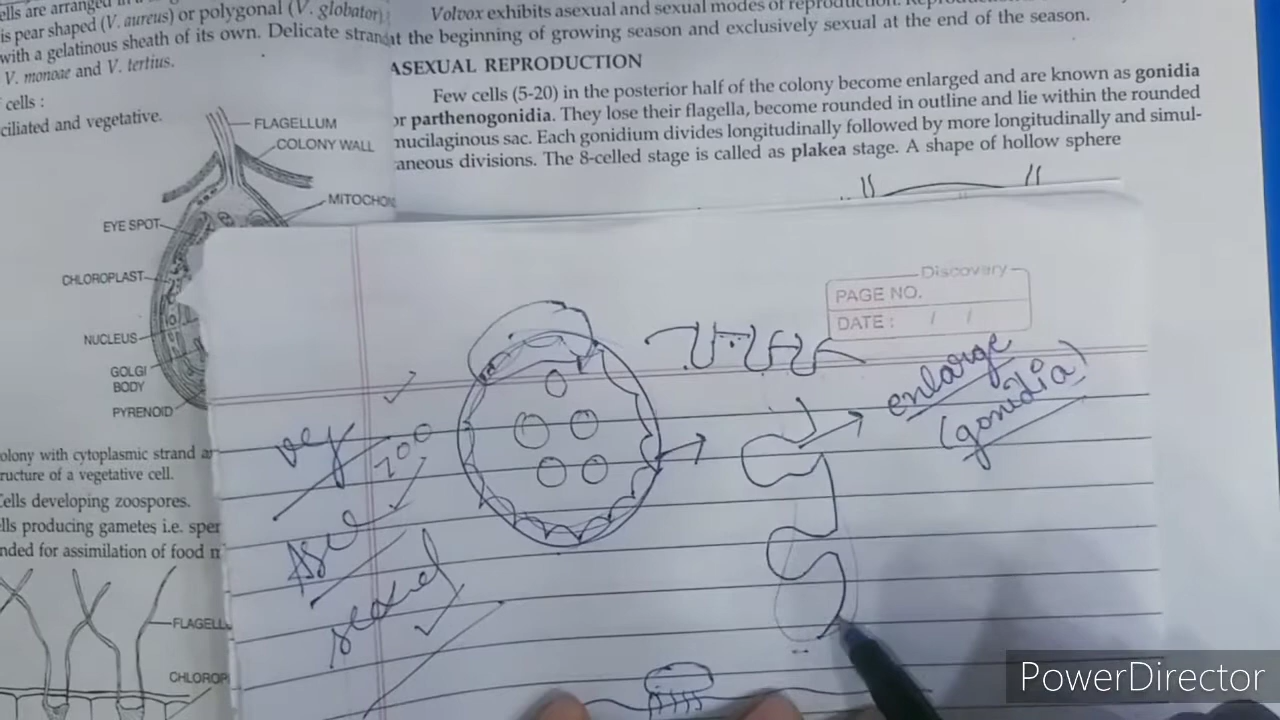 ells are arranged in
is pear shaped (V. aureus) or polygonal (V. globator)
with a gelatinous sheath of its own. Delicate strand
V. monoae and V. tertius.
cells :
ciliated and vegetative.
FLAGELLUM
COLONY WALL
MITOCHON
EYE SPOT
CHLOROPLAST
NUCLEUS
GOLGI
BODY
PYRENOID
olony with cytoplasmic strand ar
ructure of a vegetative cell.
Cells developing zoospores.
lls producing gametes i.e. sper
nded for assimilation of food m
FLAGELL
CHLOROP
Volvox exhibits asexual and sexual modes of reproduction.
at the beginning of growing season and exclusively sexual at the end of the season.
ASEXUAL REPRODUCTION
Few cells (5-20) in the posterior half of the colony become enlarged and are known as gonidia
or parthenogonidia. They lose their flagella, become rounded in outline and lie within the rounded
mucilaginous sac. Each gonidium divides longitudinally followed by more longitudinally and simul-
aneous divisions. The 8-celled stage is called as plakea stage. A shape of hollow sphere
Discovery
PAGE NO.
DATE : / /
enlarge
(gonidia)
veg
200
Asex
sexual
PowerDirector